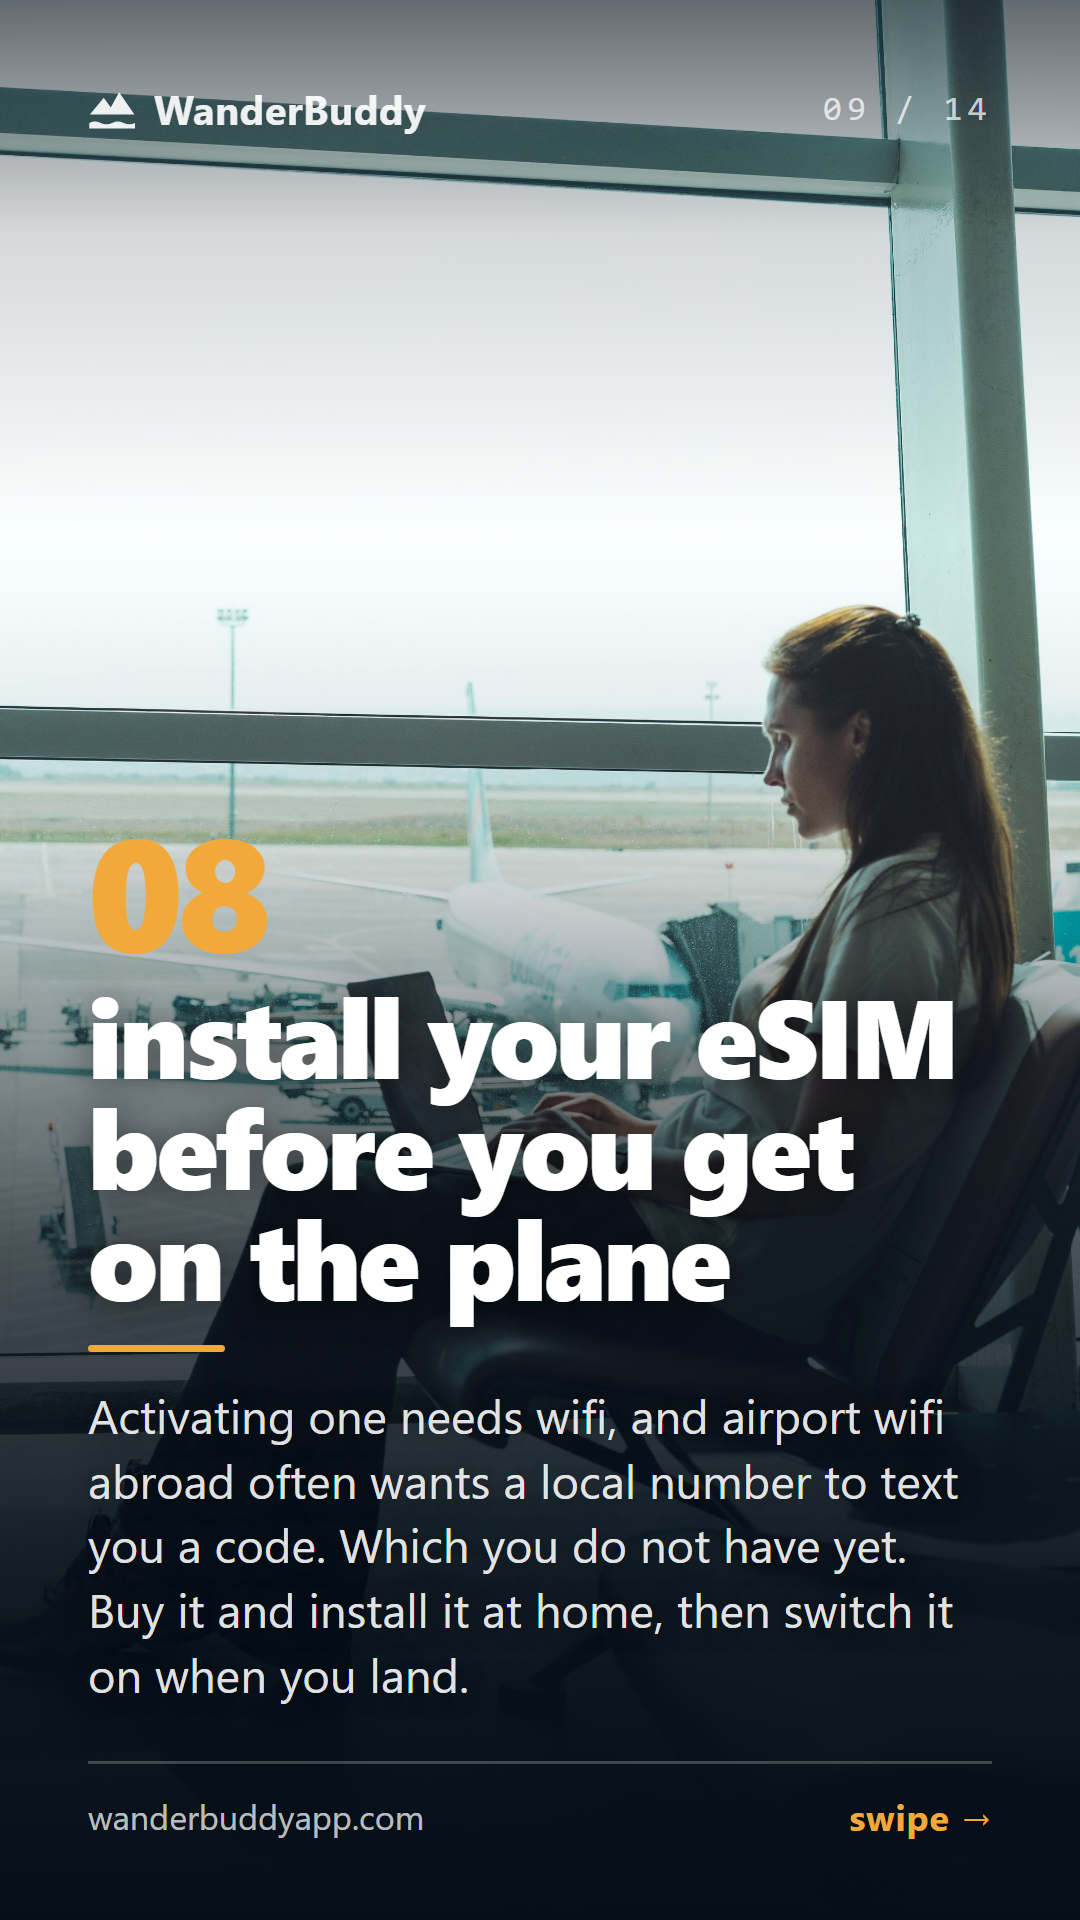 WanderBuddy
09 / 14
08
install your eSIM
before you get
on the plane
Activating one needs wifi, and airport wifi
abroad often wants a local number to text
you a code. Which you do not have yet.
Buy it and install it at home, then switch it
on when you land.
wanderbuddyapp.com
swipe →